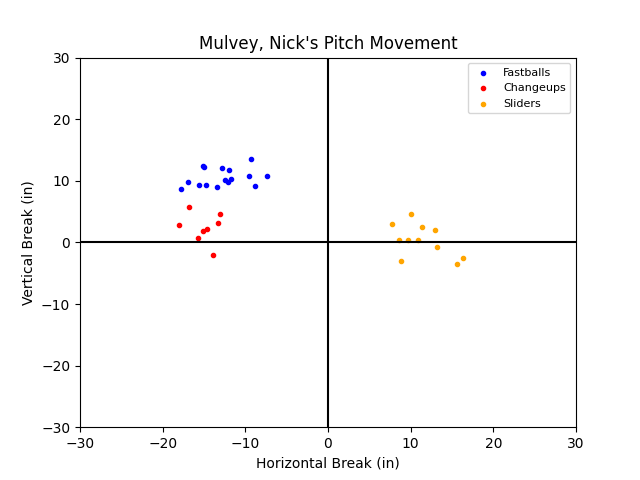 Mulvey, Nick's Pitch Movement
Fastballs
Changeups
Sliders
30
20
10
0
−10
−20
−30
Vertical Break (in)
−30
−20
−10
0
10
20
30
Horizontal Break (in)